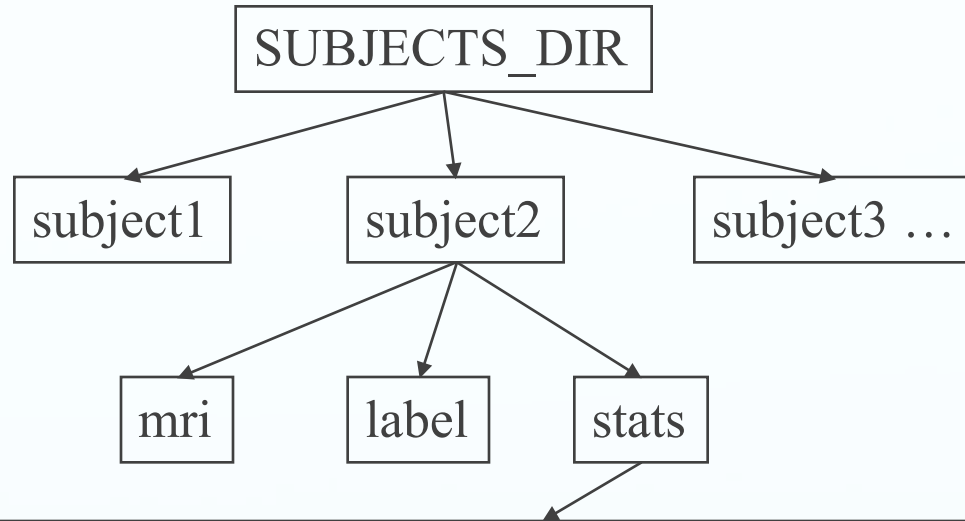 SUBJECTS_DIR
subject1
subject2
subject3 …
mri
label
stats